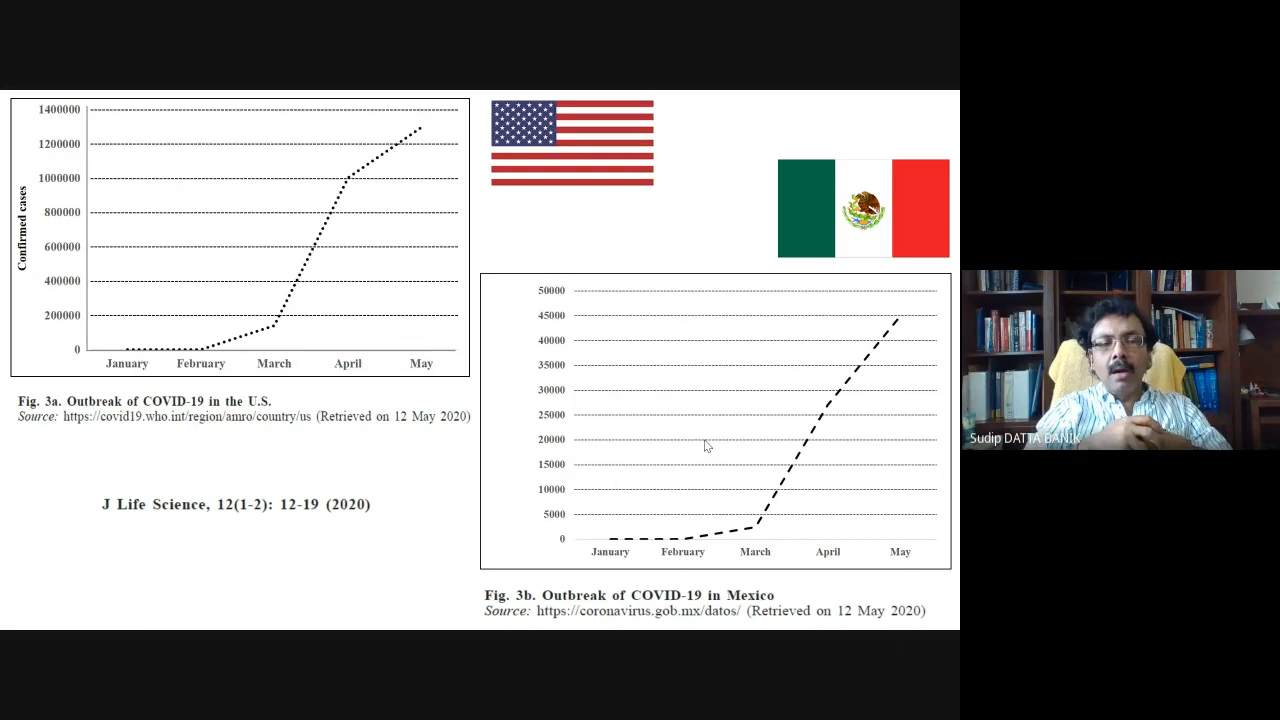 1400000
1200000
1000000
800000
600000
400000
200000
0
Confirmed cases
January February March April May
Fig. 3a. Outbreak of COVID-19 in the U.S.
Source: https://covid19.who.int/region/amro/country/us (Retrieved on 12 May 2020)
J Life Science, 12(1-2): 12-19 (2020)
50000
45000
40000
35000
30000
25000
20000
15000
10000
5000
0
January February March April May
Fig. 3b. Outbreak of COVID-19 in Mexico
Source: https://coronavirus.gob.mx/datos/ (Retrieved on 12 May 2020)
Sudip DATTA BANIK